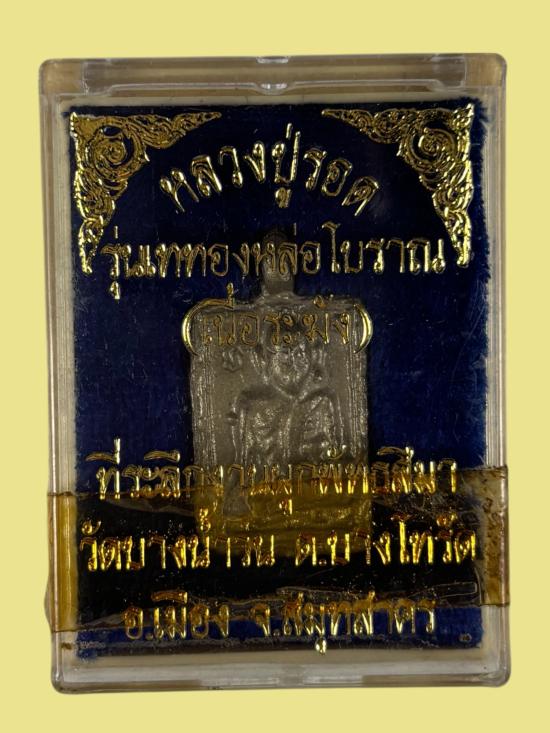 หลวงปู่รอด
รุ่นเททองหล่อโบราณ
(เนื้อระฆัง)
ที่ระลึกงานผูกพัทธสีมา
วัดบางน้ำวน ต.บางโทรัด
อ.เมือง จ.สมุทสาคร